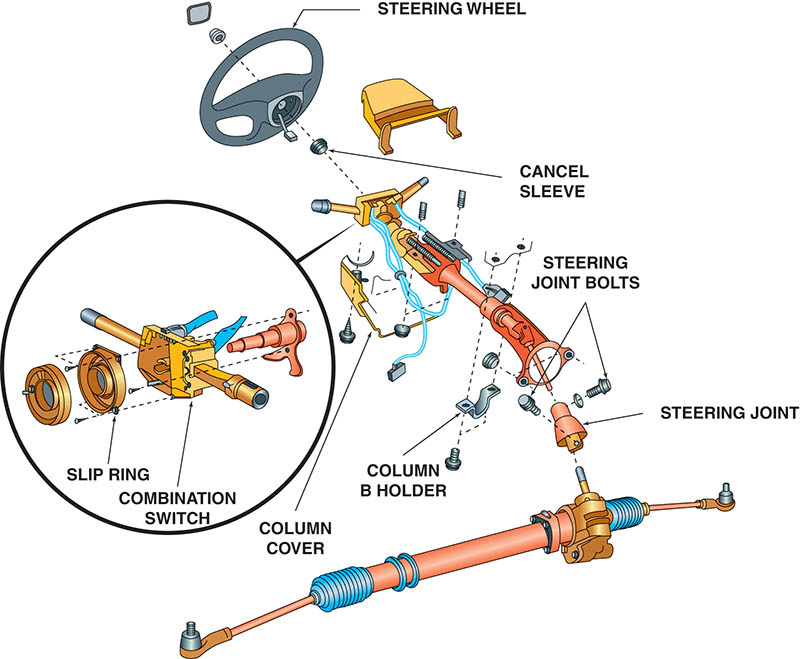 STEERING WHEEL
CANCEL
SLEEVE
STEERING
JOINT BOLTS
STEERING JOINT
COLUMN
B HOLDER
SLIP RING
COMBINATION
SWITCH
COLUMN
COVER